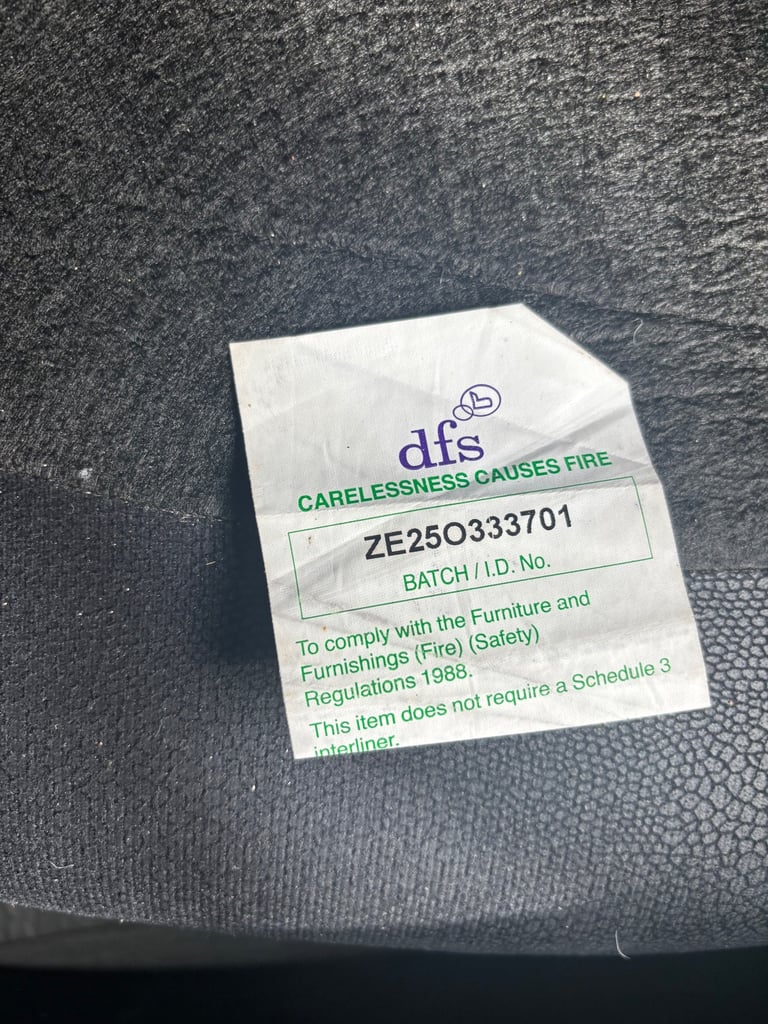 dfs
CARELESSNESS CAUSES FIRE
ZE25O333701
BATCH / I.D. No.
To comply with the Furniture and
Furnishings (Fire) (Safety)
Regulations 1988.
This item does not require a Schedule 3
interliner.